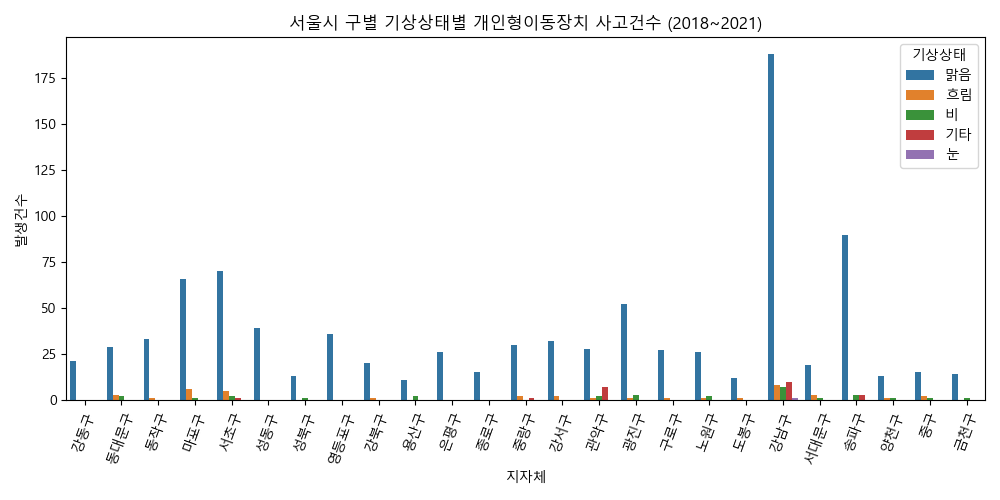 서울시 구별 기상상태별 개인형이동장치 사고건수 (2018~2021)
기상상태
맑음
흐림
비
기타
눈
발생건수
175
150
125
100
75
50
25
0
강동구
동대문구
동작구
마포구
서초구
성동구
성북구
영등포구
강북구
용산구
은평구
종로구
중랑구
강서구
관악구
광진구
구로구
노원구
도봉구
강남구
서대문구
송파구
양천구
중구
금천구
지자체